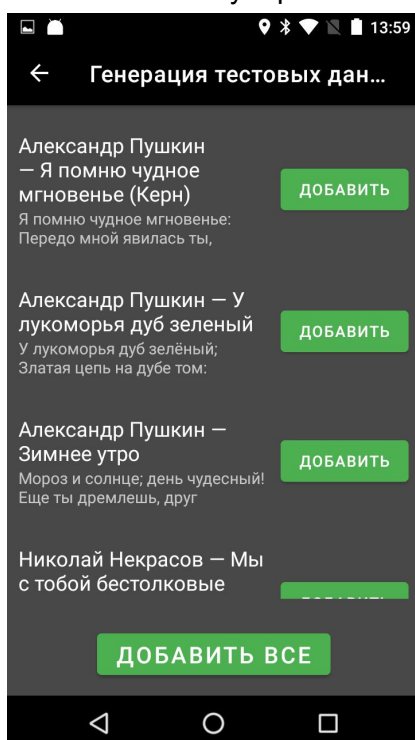 13:59
Генерация тестовых дан...
Александр Пушкин
— Я помню чудное
мгновенье (Керн)
Я помню чудное мгновенье:
Передо мной явилась ты,
ДОБАВИТЬ
Александр Пушкин — У
лукоморья дуб зеленый
У лукоморья дуб зелёный;
Златая цепь на дубе том:
ДОБАВИТЬ
Александр Пушкин —
Зимнее утро
Мороз и солнце; день чудесный!
Еще ты дремлешь, друг
ДОБАВИТЬ
Николай Некрасов — Мы
с тобой бестолковые
ДОБАВИТЬ ВСЕ